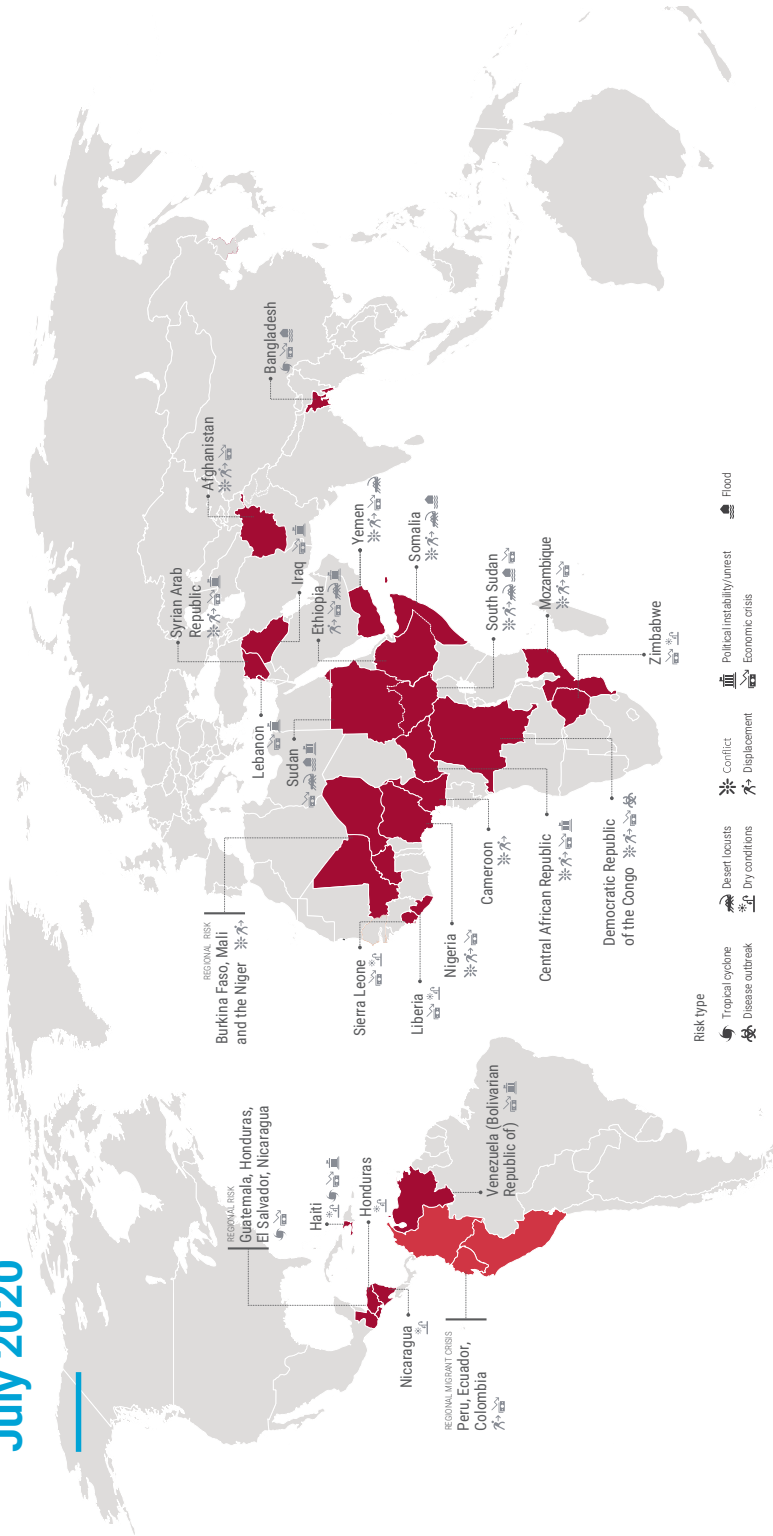 July 2020
REGIONAL RISK
Guatemala, Honduras,
El Salvador, Nicaragua
Haiti
Honduras
Nicaragua
REGIONAL MIGRANT CRISIS
Peru, Ecuador,
Colombia
Venezuela (Bolivarian
Republic of)
REGIONAL RISK
Burkina Faso, Mali
and the Niger
Sierra Leone
Liberia
Nigeria
Cameroon
Central African Republic
Democratic Republic
of the Congo
Lebanon
Sudan
Syrian Arab
Republic
Iraq
Ethiopia
Afghanistan
Yemen
Somalia
South Sudan
Mozambique
Zimbabwe
Bangladesh
Risk type
Tropical cyclone
Desert locusts
Conflict
Political instability/unrest
Flood
Disease outbreak
Dry conditions
Displacement
Economic crisis